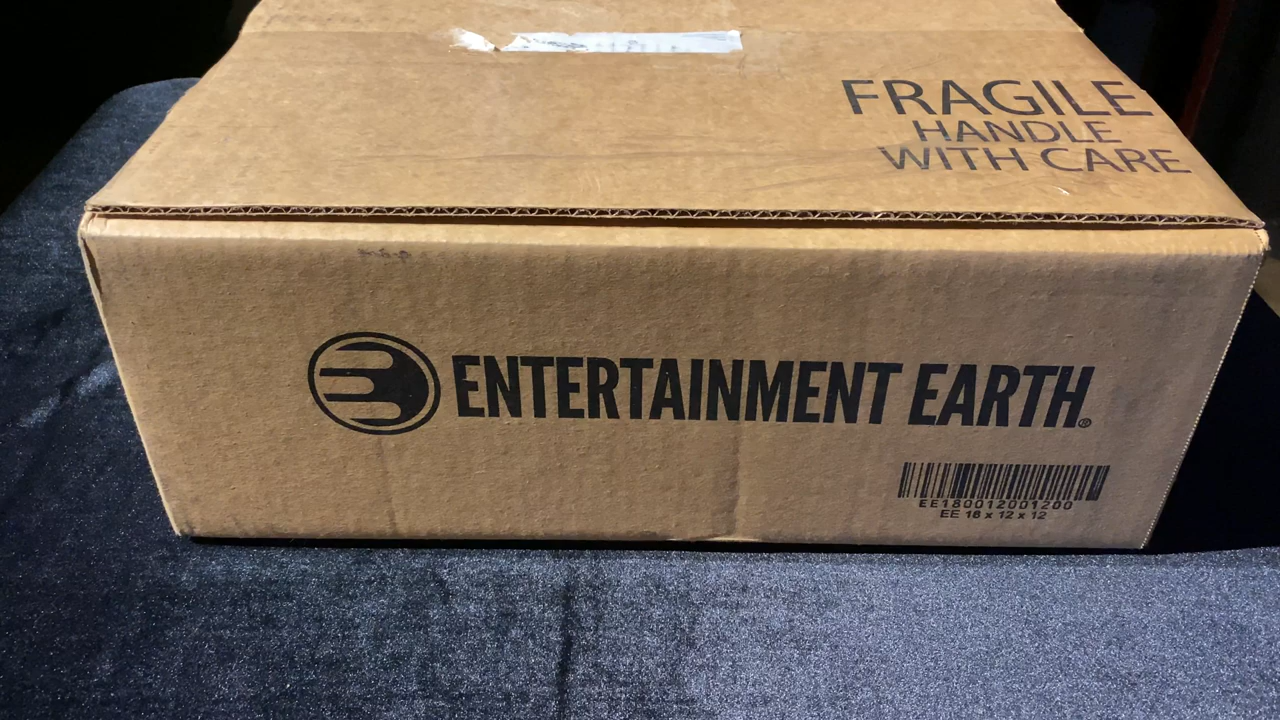 FRAGILE
HANDLE
WITH CARE
ENTERTAINMENT EARTH®
EE180012001200
EE 18 x 12 x 12